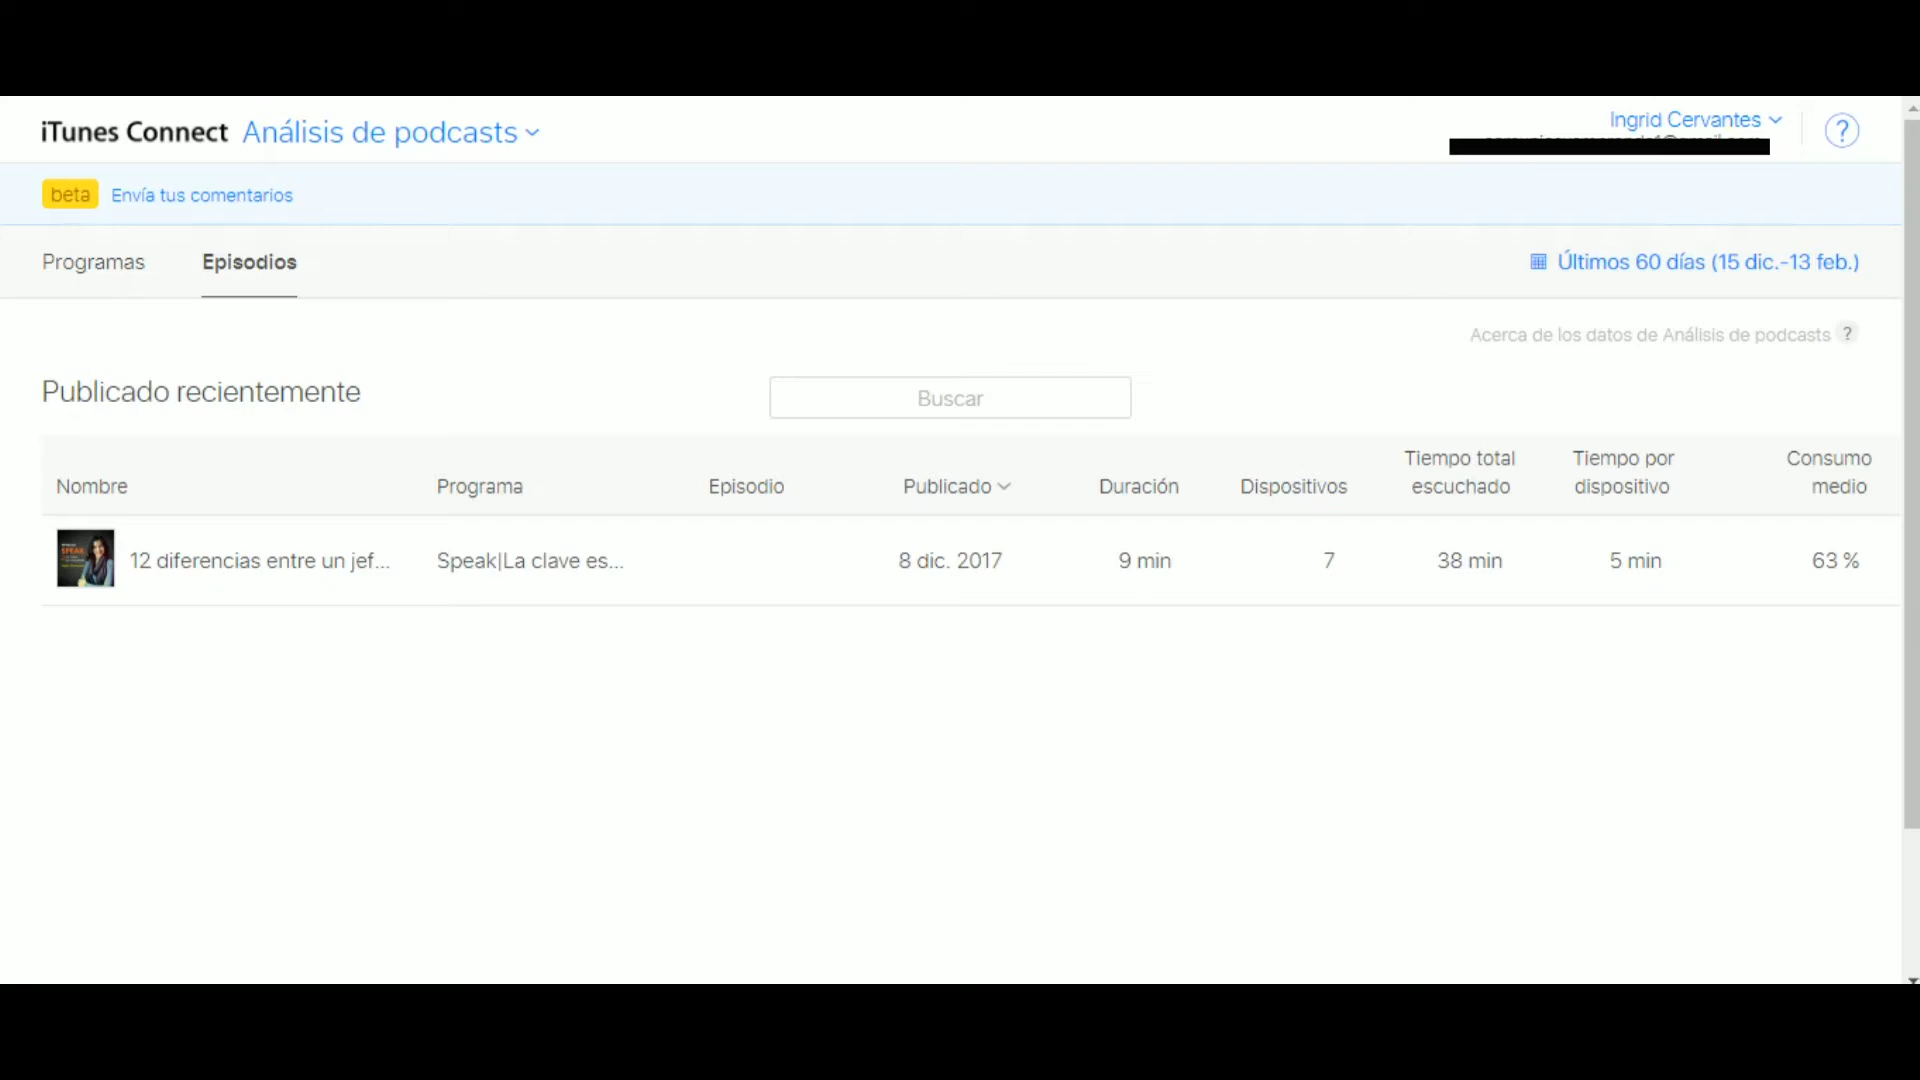 iTunes Connect Análisis de podcasts
Ingrid Cervantes
?
beta Envía tus comentarios
Programas Episodios Últimos 60 días (15 dic.-13 feb.)
Acerca de los datos de Análisis de podcasts ?
Publicado recientemente
Buscar
Nombre Programa Episodio Publicado Duración Dispositivos Tiempo total escuchado Tiempo por dispositivo Consumo medio
SPEAK
12 diferencias entre un jef... Speak|La clave es... 8 dic. 2017 9 min 7 38 min 5 min 63 %